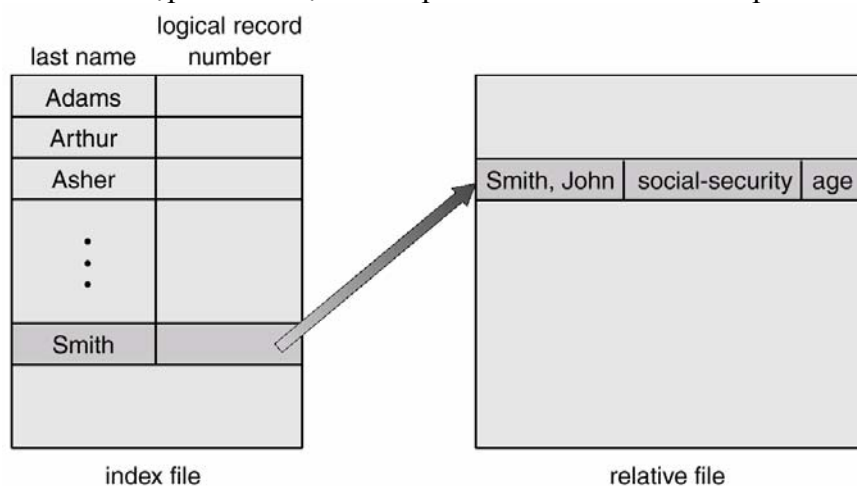 logical record
last name number
Adams
Arthur
Asher
Smith
Smith, John social-security age
index file relative file